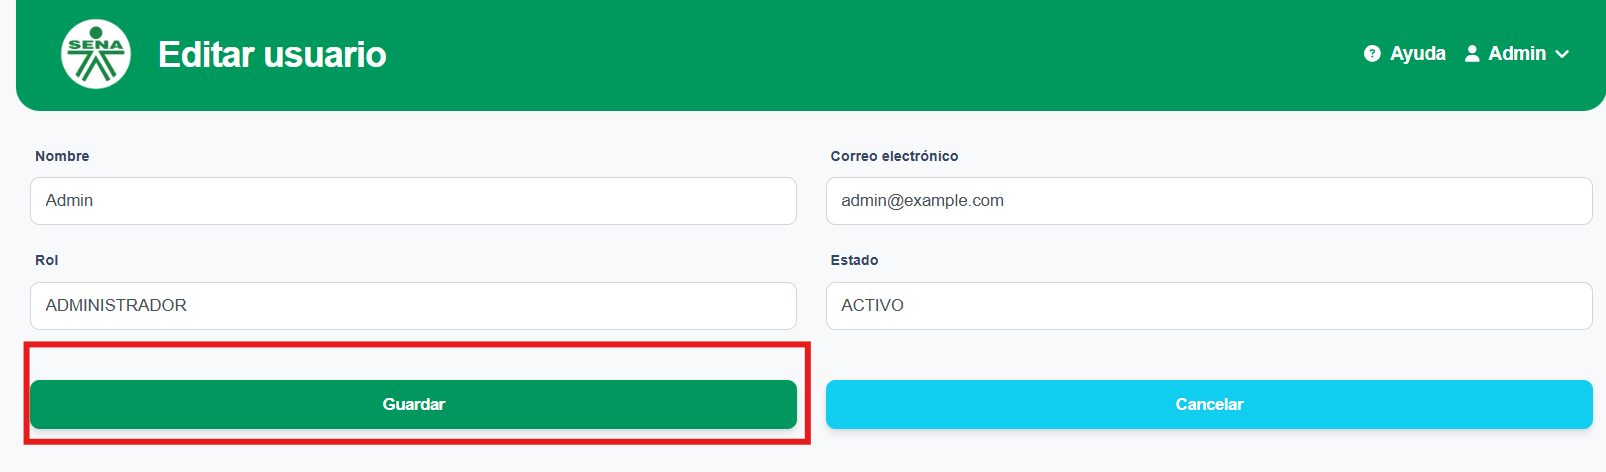 SENA
Editar usuario
Ayuda
Admin
Nombre
Correo electrónico
Admin
admin@example.com
Rol
Estado
ADMINISTRADOR
ACTIVO
Guardar
Cancelar